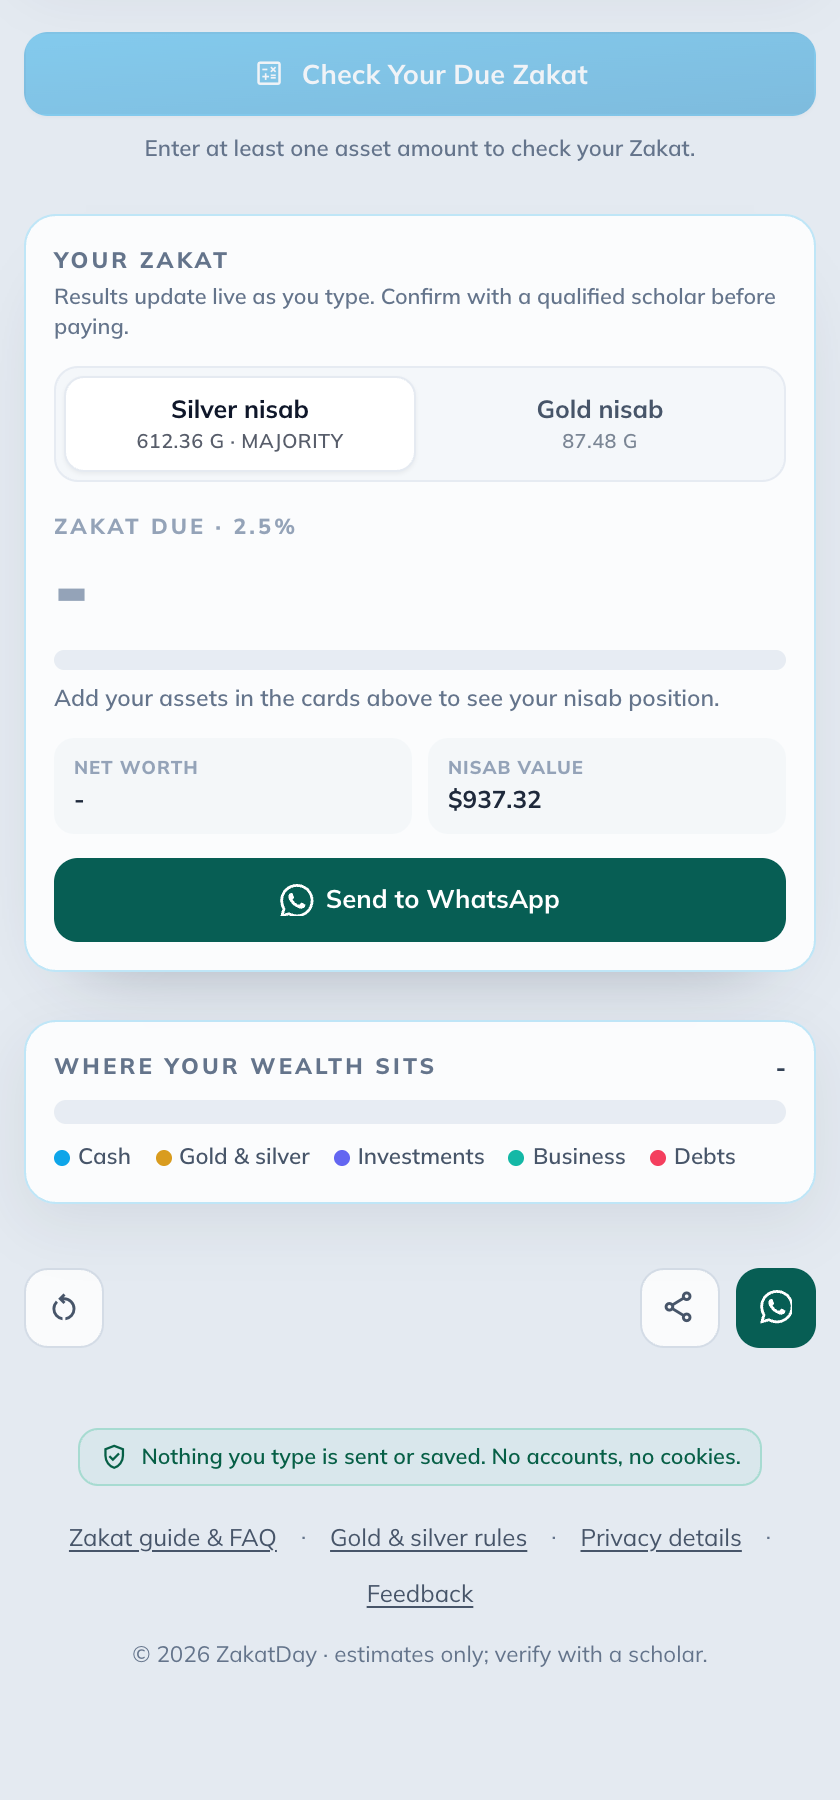 Check Your Due Zakat
Enter at least one asset amount to check your Zakat.
YOUR ZAKAT
Results update live as you type. Confirm with a qualified scholar before
paying.
Silver nisab
612.36 G · MAJORITY
Gold nisab
87.48 G
ZAKAT DUE · 2.5%
-
Add your assets in the cards above to see your nisab position.
NET WORTH
-
NISAB VALUE
$937.32
Send to WhatsApp
WHERE YOUR WEALTH SITS -
Cash Gold & silver Investments Business Debts
Nothing you type is sent or saved. No accounts, no cookies.
Zakat guide & FAQ · Gold & silver rules · Privacy details ·
Feedback
© 2026 ZakatDay · estimates only; verify with a scholar.